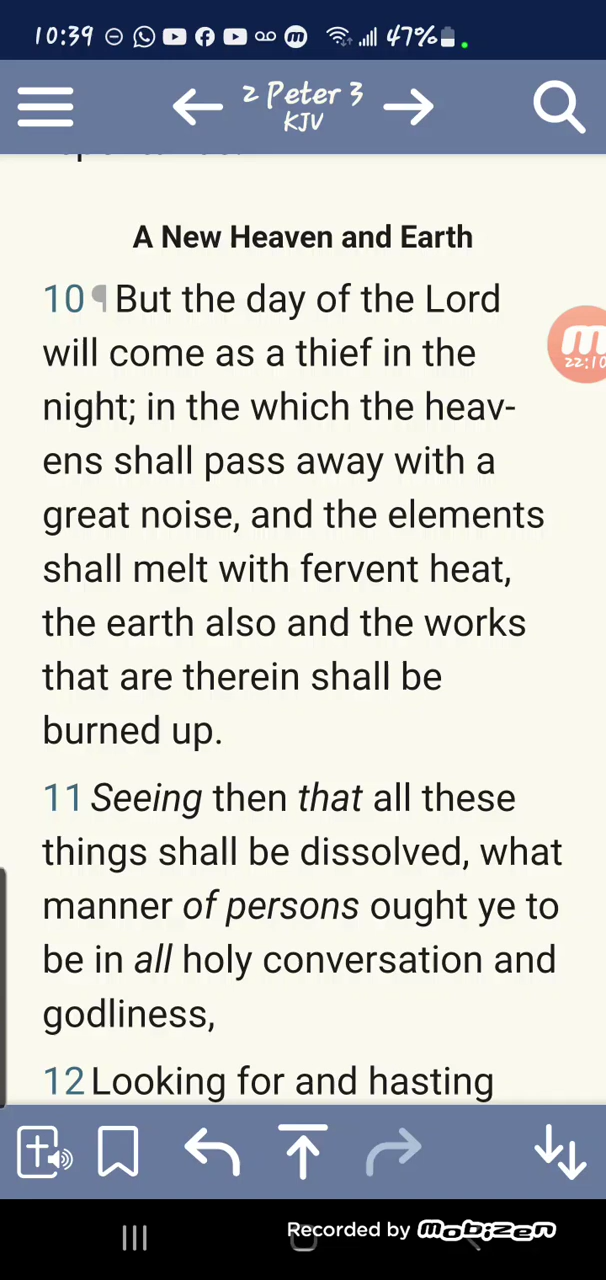 10:39 47%
2 Peter 3
KJV
A New Heaven and Earth
10 ¶ But the day of the Lord
will come as a thief in the
night; in the which the heav-
ens shall pass away with a
great noise, and the elements
shall melt with fervent heat,
the earth also and the works
that are therein shall be
burned up.
11 Seeing then that all these
things shall be dissolved, what
manner of persons ought ye to
be in all holy conversation and
godliness,
12 Looking for and hasting
m
22:10
Recorded by mobizen